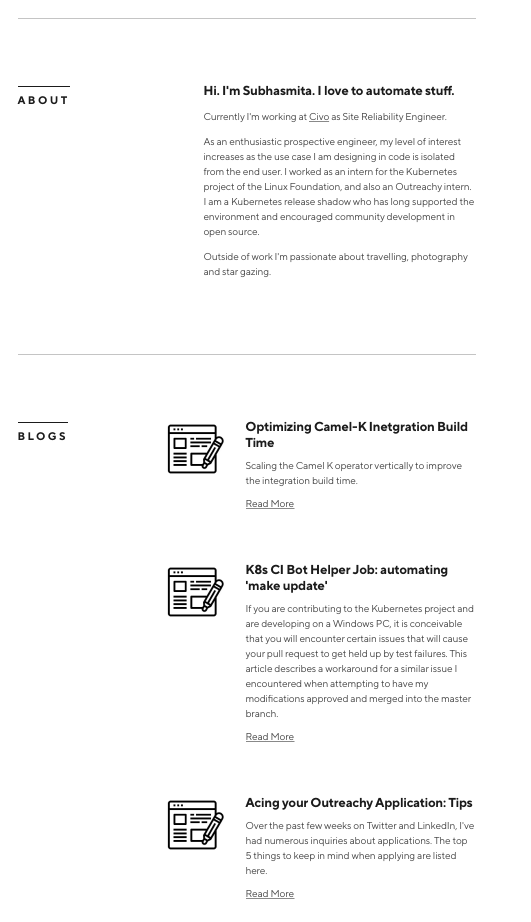 ABOUT
Hi. I'm Subhasmita. I love to automate stuff.
Currently I'm working at Civo as Site Reliability Engineer.
As an enthusiastic prospective engineer, my level of interest
increases as the use case I am designing in code is isolated
from the end user. I worked as an intern for the Kubernetes
project of the Linux Foundation, and also an Outreachy intern.
I am a Kubernetes release shadow who has long supported the
environment and encouraged community development in
open source.
Outside of work I'm passionate about travelling, photography
and star gazing.
BLOGS
Optimizing Camel-K Inetgration Build
Time
Scaling the Camel K operator vertically to improve
the integration build time.
Read More
K8s CI Bot Helper Job: automating
'make update'
If you are contributing to the Kubernetes project and
are developing on a Windows PC, it is conceivable
that you will encounter certain issues that will cause
your pull request to get held up by test failures. This
article describes a workaround for a similar issue I
encountered when attempting to have my
modifications approved and merged into the master
branch.
Read More
Acing your Outreachy Application: Tips
Over the past few weeks on Twitter and LinkedIn, I've
had numerous inquiries about applications. The top
5 things to keep in mind when applying are listed
here.
Read More